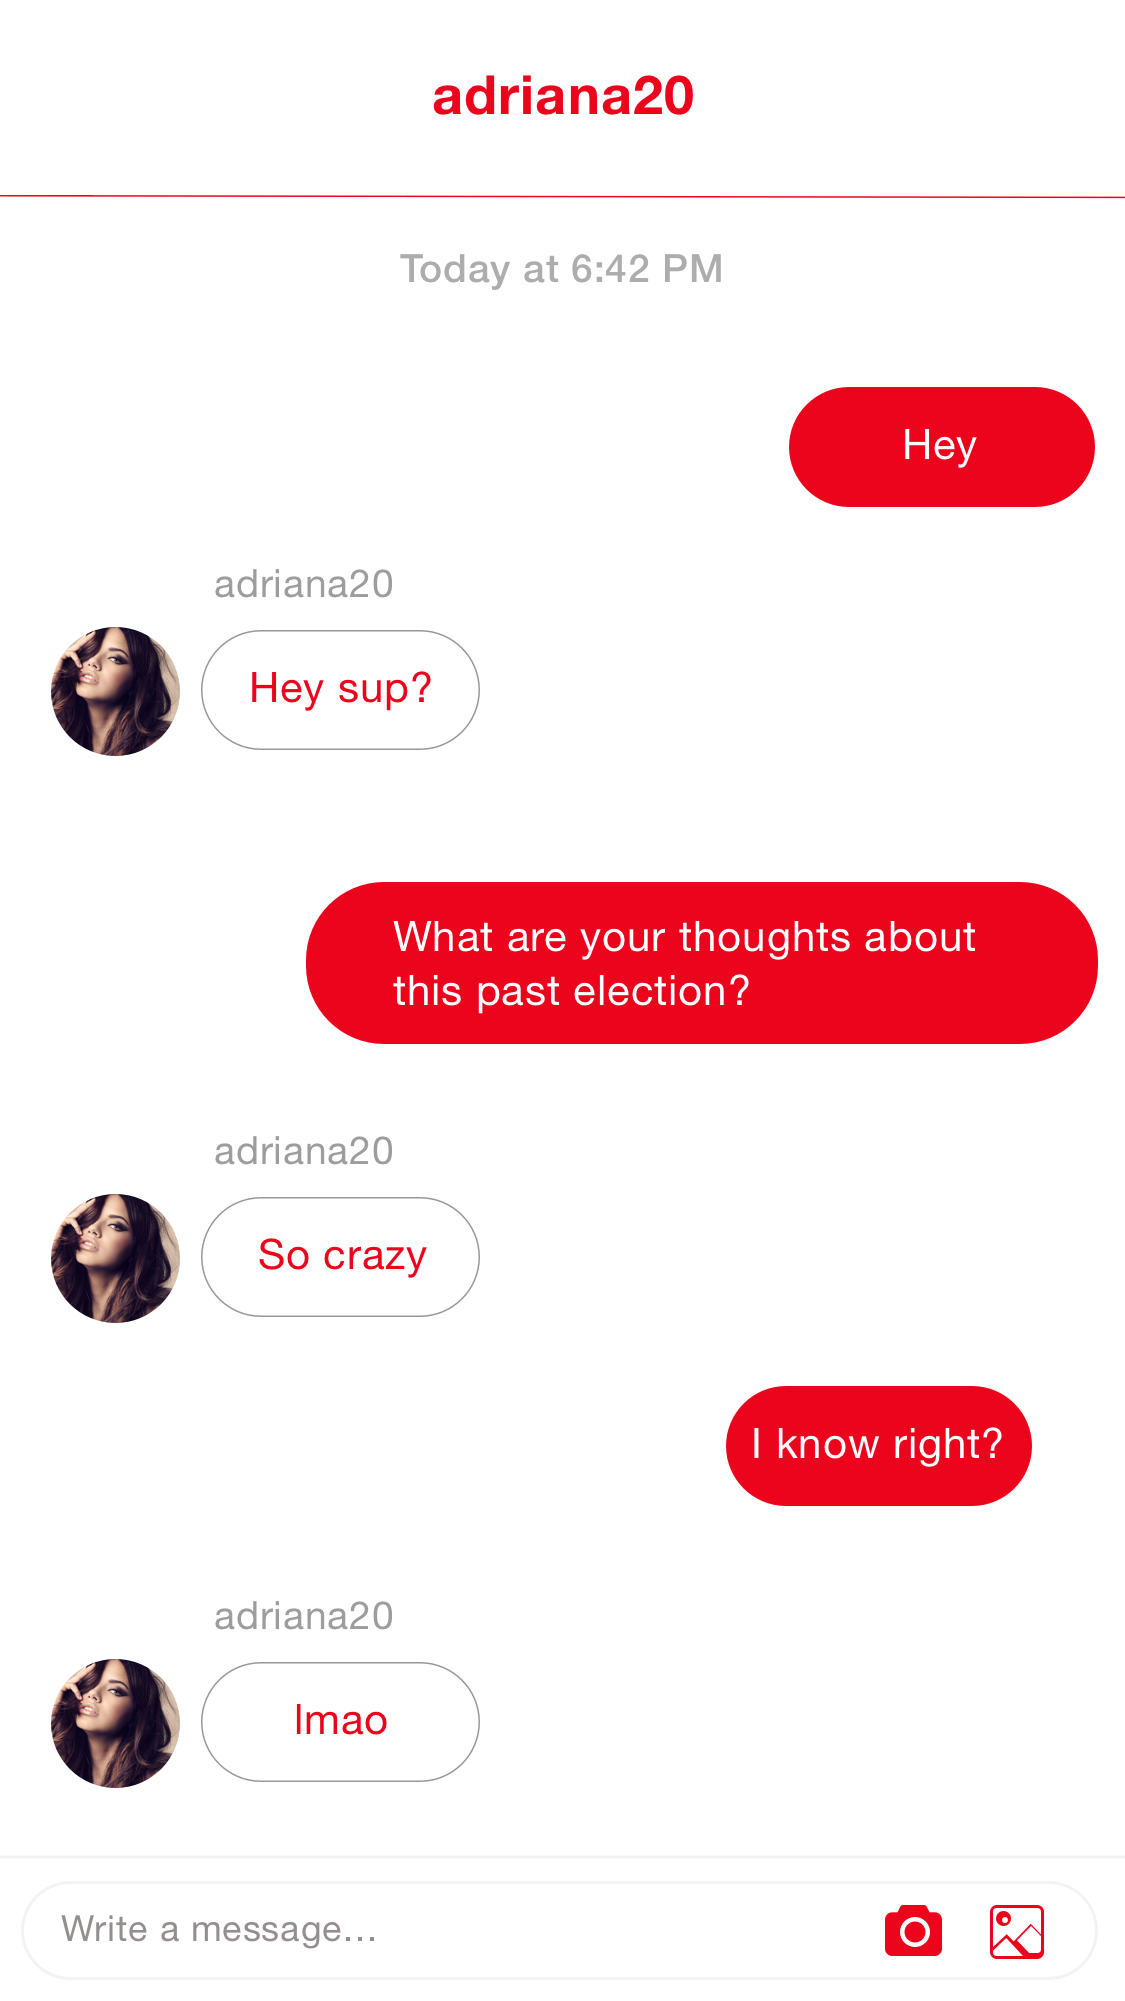 adriana20
Today at 6:42 PM
Hey
adriana20
Hey sup?
What are your thoughts about
this past election?
adriana20
So crazy
I know right?
adriana20
lmao
Write a message...